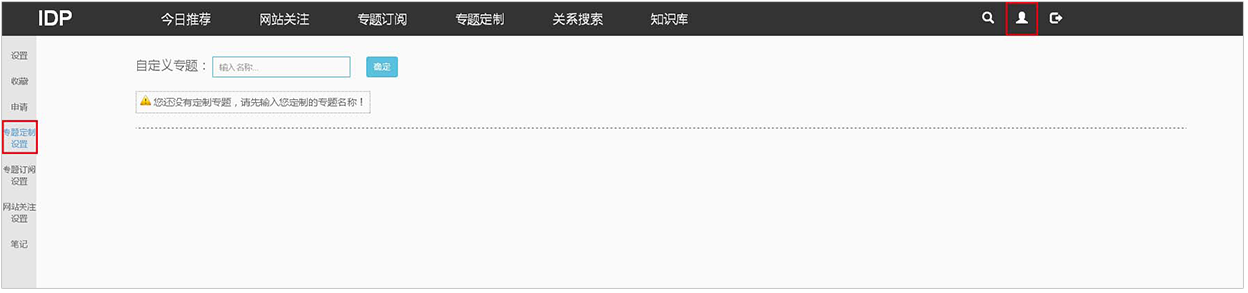 IDP 今日推荐 网站关注 专题订阅 专题定制 关系搜索 知识库
设置
收藏
申请
专题定制
设置
专题订阅
设置
网站关注
设置
笔记
自定义专题： 输入名称... 确定
您还没有定制专题，请先输入您定制的专题名称！